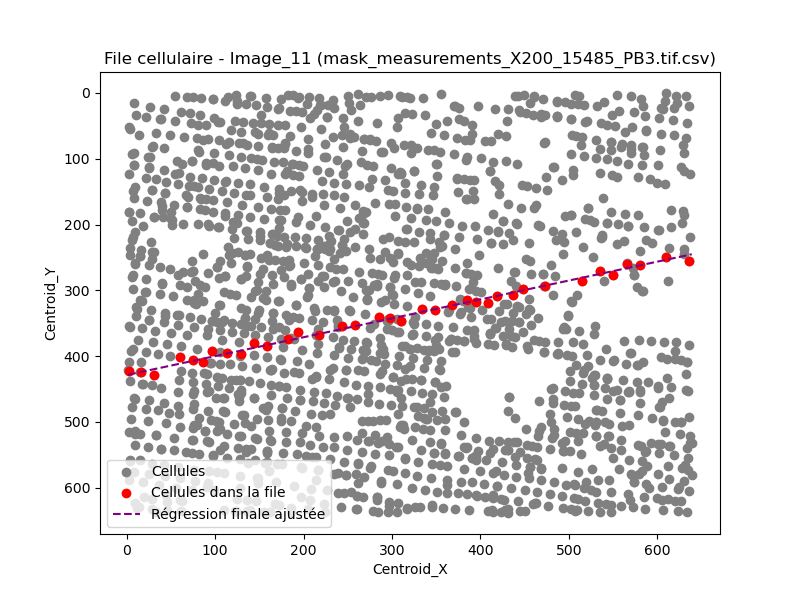 File cellulaire - Image_11 (mask_measurements_X200_15485_PB3.tif.csv)
0
100
200
300
400
500
600
Centroid_Y
Cellules
Cellules dans la file
Régression finale ajustée
0 100 200 300 400 500 600
Centroid_X